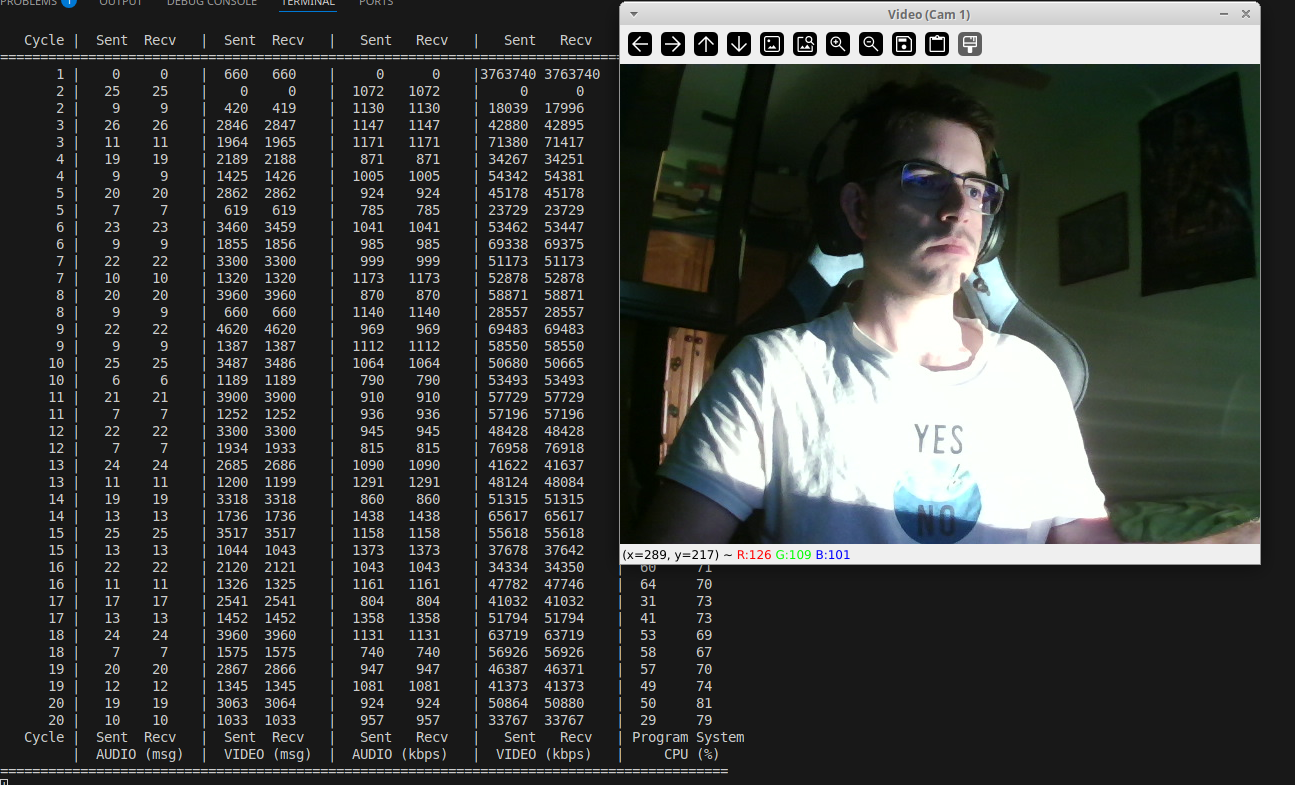 PROBLEMS 1 OUTPUT DEBUG CONSOLE TERMINAL PORTS
Video (Cam 1)
Cycle | Sent Recv | Sent Recv | Sent Recv | Sent Recv
1 | 0 0 | 660 660 | 0 0 |3763740 3763740
2 | 25 25 | 0 0 | 1072 1072 | 0 0
2 | 9 9 | 420 419 | 1130 1130 | 18039 17996
3 | 26 26 | 2846 2847 | 1147 1147 | 42880 42895
3 | 11 11 | 1964 1965 | 1171 1171 | 71380 71417
4 | 19 19 | 2189 2188 | 871 871 | 34267 34251
4 | 9 9 | 1425 1426 | 1005 1005 | 54342 54381
5 | 20 20 | 2862 2862 | 924 924 | 45178 45178
5 | 7 7 | 619 619 | 785 785 | 23729 23729
6 | 23 23 | 3460 3459 | 1041 1041 | 53462 53447
6 | 9 9 | 1855 1856 | 985 985 | 69338 69375
7 | 22 22 | 3300 3300 | 999 999 | 51173 51173
7 | 10 10 | 1320 1320 | 1173 1173 | 52878 52878
8 | 20 20 | 3960 3960 | 870 870 | 58871 58871
8 | 9 9 | 660 660 | 1140 1140 | 28557 28557
9 | 22 22 | 4620 4620 | 969 969 | 69483 69483
9 | 9 9 | 1387 1387 | 1112 1112 | 58550 58550
10 | 25 25 | 3487 3486 | 1064 1064 | 50680 50665
10 | 6 6 | 1189 1189 | 790 790 | 53493 53493
11 | 21 21 | 3900 3900 | 910 910 | 57729 57729
11 | 7 7 | 1252 1252 | 936 936 | 57196 57196
12 | 22 22 | 3300 3300 | 945 945 | 48428 48428
12 | 7 7 | 1934 1933 | 815 815 | 76958 76918
13 | 24 24 | 2685 2686 | 1090 1090 | 41622 41637
13 | 11 11 | 1200 1199 | 1291 1291 | 48124 48084
14 | 19 19 | 3318 3318 | 860 860 | 51315 51315
14 | 13 13 | 1736 1736 | 1438 1438 | 65617 65617
15 | 25 25 | 3517 3517 | 1158 1158 | 55618 55618
15 | 13 13 | 1044 1043 | 1373 1373 | 37678 37642
16 | 22 22 | 2120 2121 | 1043 1043 | 34334 34350 | 60 71
16 | 11 11 | 1326 1325 | 1161 1161 | 47782 47746 | 64 70
17 | 17 17 | 2541 2541 | 804 804 | 41032 41032 | 31 73
17 | 13 13 | 1452 1452 | 1358 1358 | 51794 51794 | 41 73
18 | 24 24 | 3960 3960 | 1131 1131 | 63719 63719 | 53 69
18 | 7 7 | 1575 1575 | 740 740 | 56926 56926 | 58 67
19 | 20 20 | 2867 2866 | 947 947 | 46387 46371 | 57 70
19 | 12 12 | 1345 1345 | 1081 1081 | 41373 41373 | 49 74
20 | 19 19 | 3063 3064 | 924 924 | 50864 50880 | 50 81
20 | 10 10 | 1033 1033 | 957 957 | 33767 33767 | 29 79
Cycle | Sent Recv | Sent Recv | Sent Recv | Sent Recv | Program System
| AUDIO (msg) | VIDEO (msg) | AUDIO (kbps) | VIDEO (kbps) | CPU (%)
YES
NO
(x=289, y=217) ~ R:126 G:109 B:101